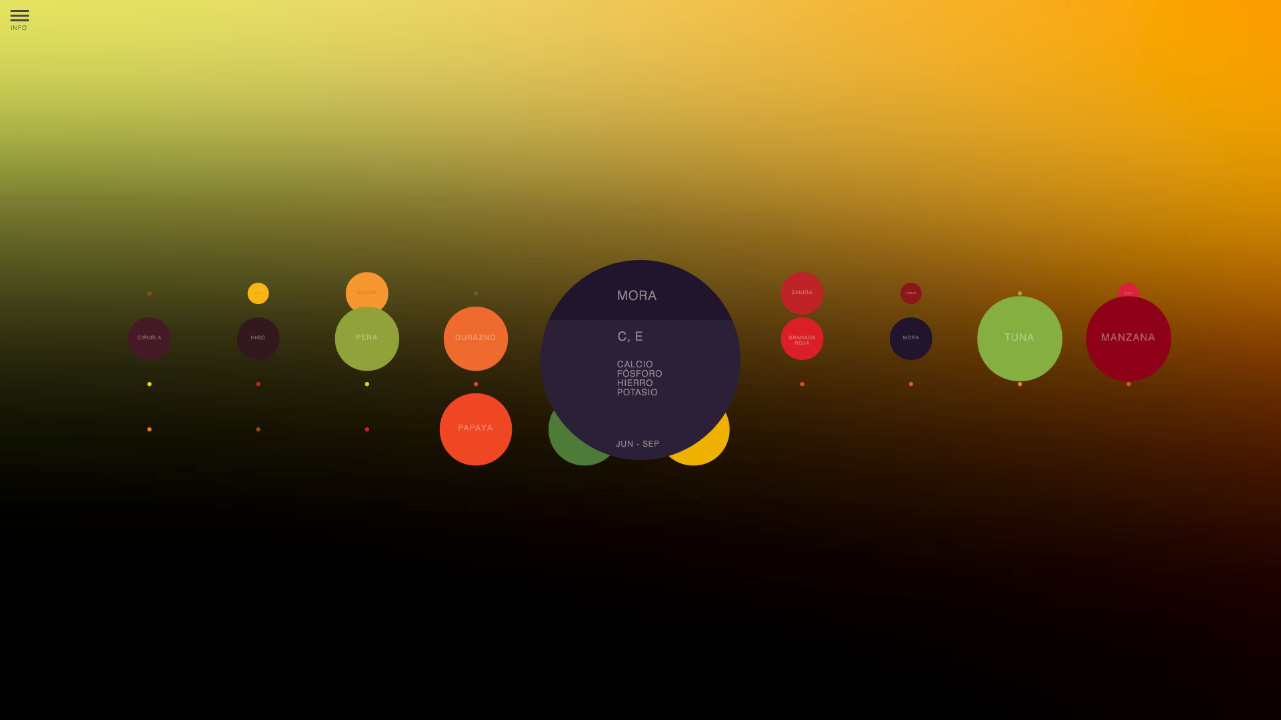 INFO
MELÓN
SANDÍA
CIRUELA
HIGO
PERA
DURAZNO
MORA
C, E
CALCIO
FÓSFORO
HIERRO
POTASIO
JUN - SEP
GRANADA
ROJA
MORA
TUNA
MANZANA
PAPAYA